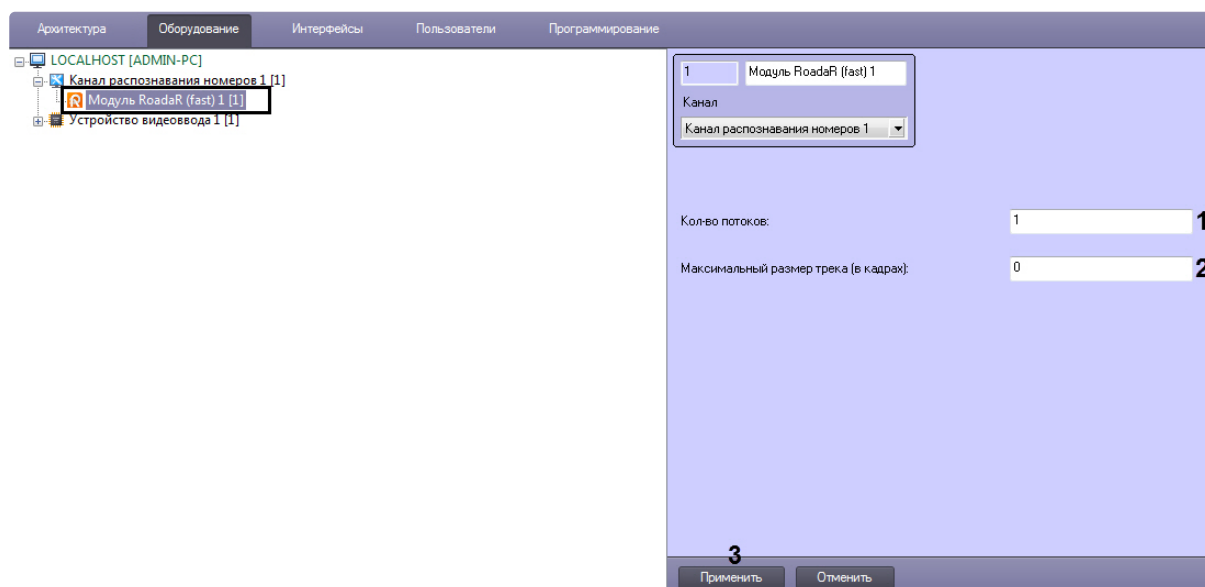 Архитектура Оборудование Интерфейсы Пользователи Программирование
LOCALHOST [ADMIN-PC]
Канал распознавания номеров 1 [1]
Модуль RoadaR (fast) 1 [1]
Устройство видеоввода 1 [1]
1 Модуль RoadaR (fast) 1
Канал
Канал распознавания номеров 1
Кол-во потоков: 1 1
Максимальный размер трека (в кадрах): 0 2
3
Применить Отменить